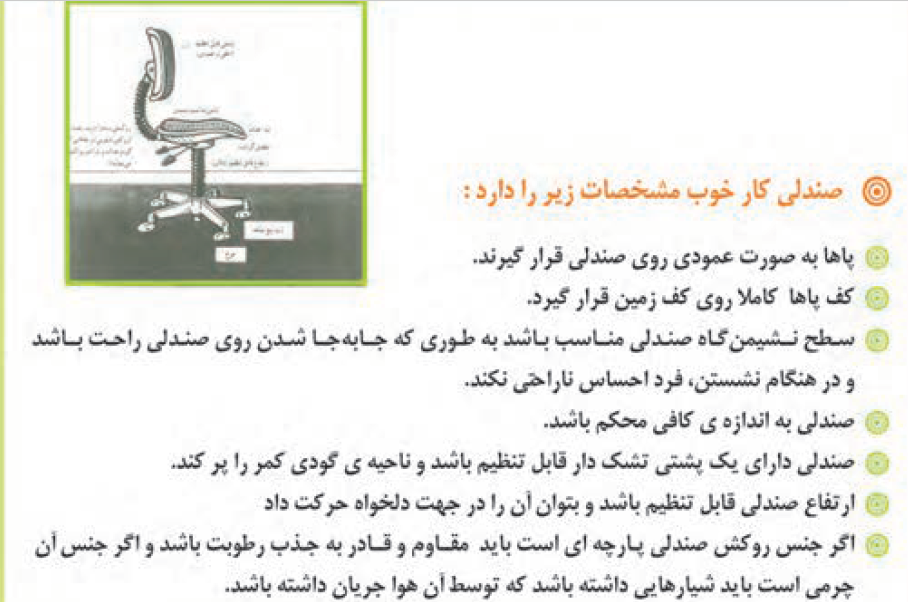 پشتی قابل تنظیم
صندلی کار خوب مشخصات زیر را دارد :
پاها به صورت عمودی روی صندلی قرار گیرند.
کف پاها کاملا روی کف زمین قرار گیرد.
سطح نشیمن‌گاه صندلی مناسب باشد به طوری که جابه‌جا شدن روی صندلی راحت باشد
و در هنگام نشستن، فرد احساس ناراحتی نکند.
صندلی به اندازه ی کافی محکم باشد.
صندلی دارای یک پشتی تشک دار قابل تنظیم باشد و ناحیه ی گودی کمر را پر کند.
ارتفاع صندلی قابل تنظیم باشد و بتوان آن را در جهت دلخواه حرکت داد
اگر جنس روکش صندلی پارچه ای است باید مقاوم و قادر به جذب رطوبت باشد و اگر جنس آن
چرمی است باید شیارهایی داشته باشد که توسط آن هوا جریان داشته باشد.